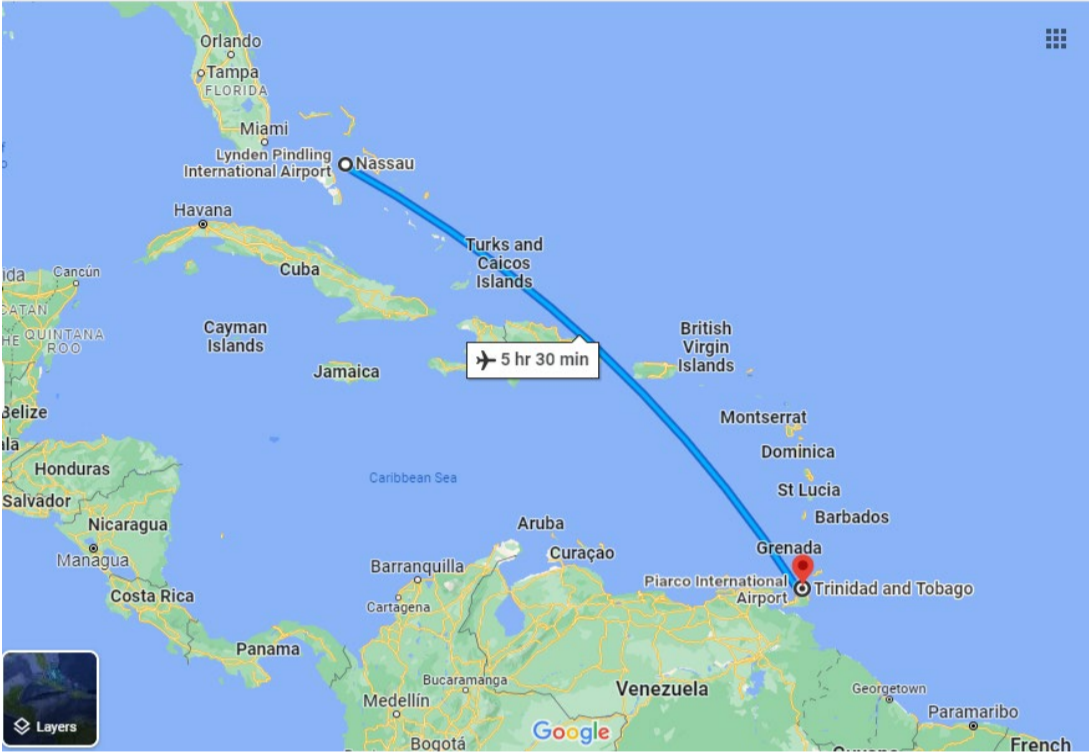 Orlando
Tampa
FLORIDA
Miami
Lynden Pindling
International Airport
Nassau
Havana
Turks and
Caicos
Islands
Cuba
Cancún
CATAN
QUINTANA
ROO
Cayman
Islands
British
Virgin
Islands
5 hr 30 min
Jamaica
Belize
Montserrat
Dominica
Honduras
Caribbean Sea
St Lucia
Salvador
Barbados
Nicaragua
Aruba
Managua
Grenada
Curaçao
Barranquilla
Piarco International
Airport
Trinidad and Tobago
Costa Rica
Cartagena
Panama
Bucaramanga
Venezuela
Georgetown
Medellín
Paramaribo
Layers
Google
Bogotá
French